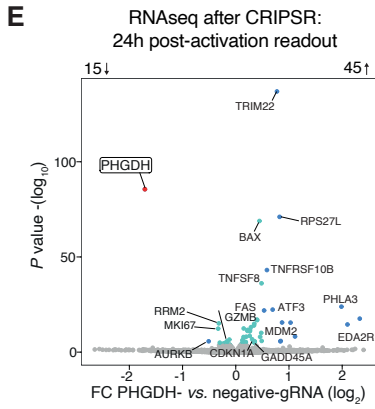 E
RNAseq after CRIPSR:
24h post-activation readout
15↓ 45↑
TRIM22
100
PHGDH
RPS27L
BAX
50
TNFRSF10B
TNFSF8
PHLA3
FAS ATF3
RRM2
GZMB
MKI67
MDM2
EDA2R
0
AURKB
CDKN1A
GADD45A
P value -(log10)
-2 -1 0 1 2
FC PHGDH- vs. negative-gRNA (log2)